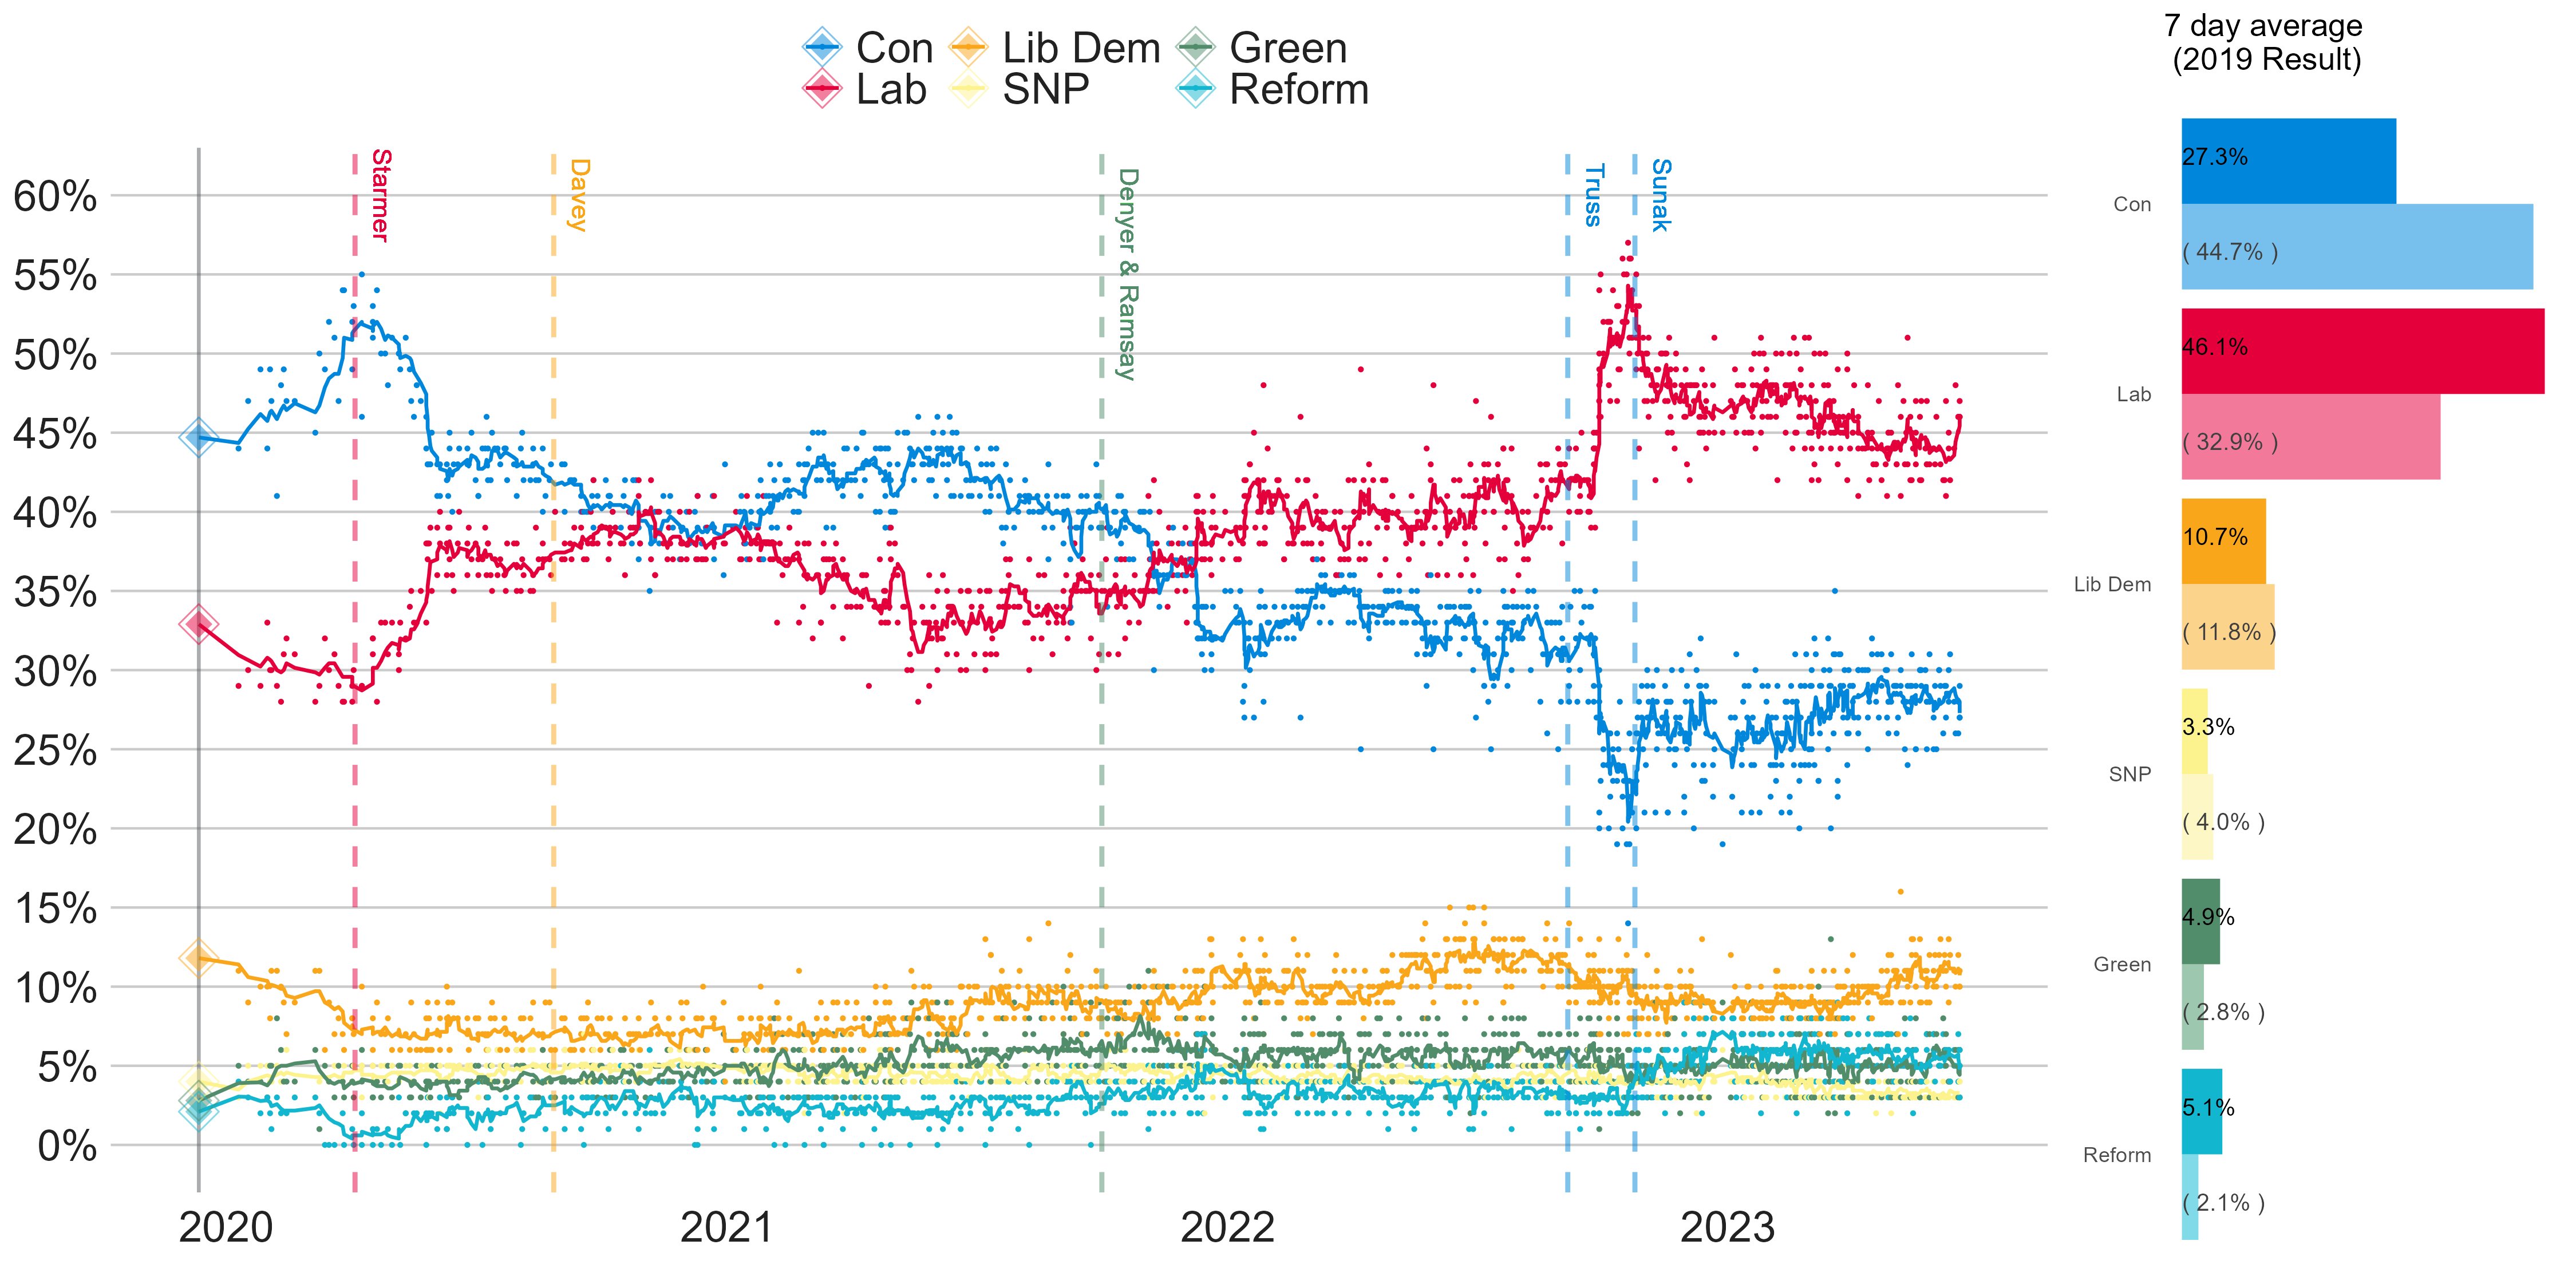 Con Lib Dem Green
Lab SNP Reform
7 day average
(2019 Result)
Starmer
Davey
Denyer & Ramsay
Truss
Sunak
60%
55%
50%
45%
40%
35%
30%
25%
20%
15%
10%
5%
0%
2020 2021 2022 2023
Con
27.3%
( 44.7% )
Lab
46.1%
( 32.9% )
Lib Dem
10.7%
( 11.8% )
SNP
3.3%
( 4.0% )
Green
4.9%
( 2.8% )
Reform
5.1%
( 2.1% )